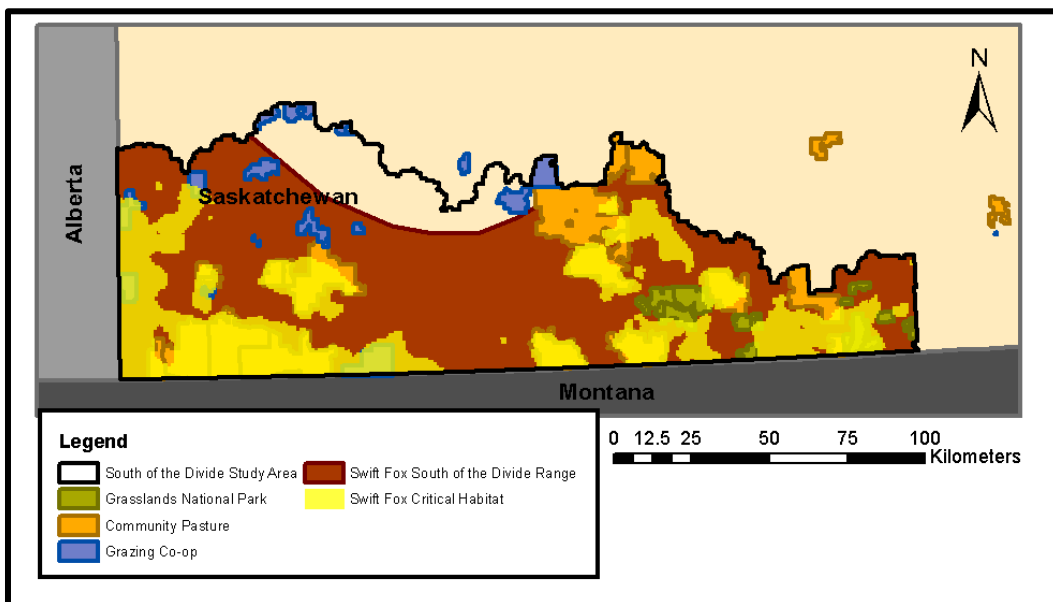 N
Alberta
Saskatchewan
Montana
0 12.5 25 50 75 100
Kilometers
Legend
South of the Divide Study Area
Grasslands National Park
Community Pasture
Grazing Co-op
Swift Fox South of the Divide Range
Swift Fox Critical Habitat